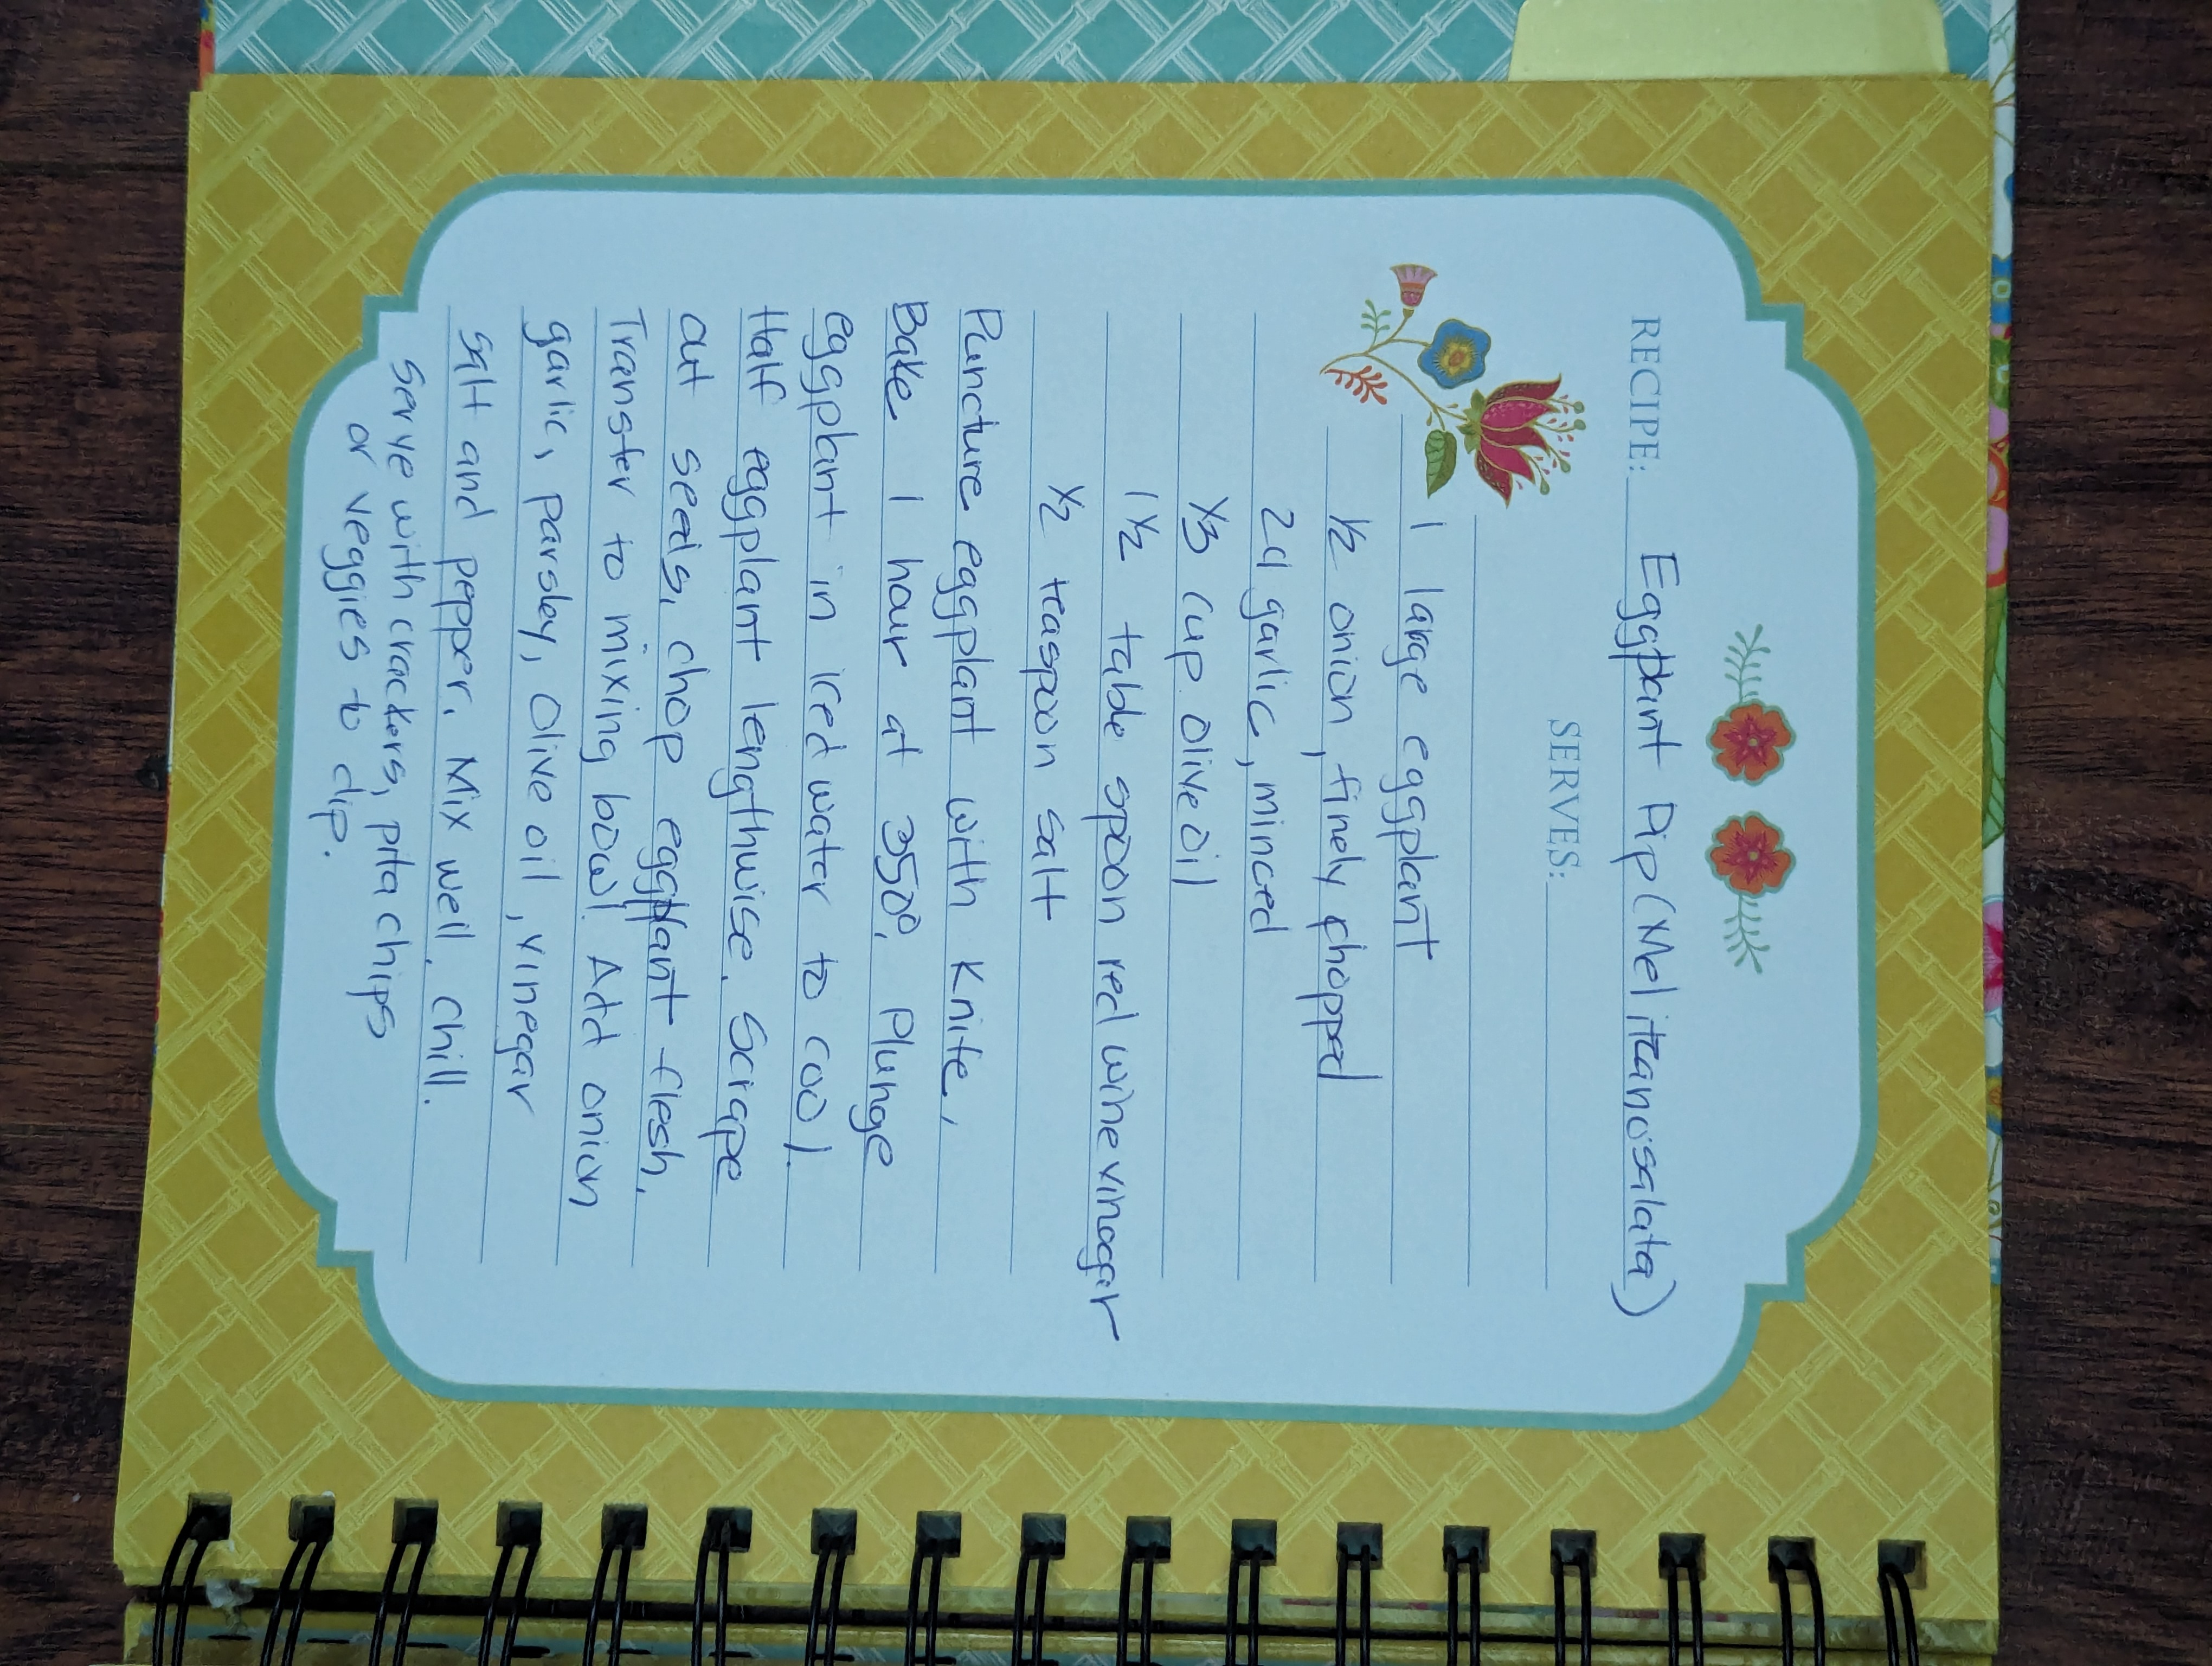 RECIPE: Eggplant Dip (Melitzanosalata)
SERVES:
1 large eggplant
1/2 onion, finely chopped
2 cl garlic, minced
1/3 cup olive oil
1 1/2 table spoon red wine vinegar
1/2 teaspoon salt
Puncture eggplant with Knife,
Bake 1 hour at 350°. Plunge
eggplant in iced water to cool.
Half eggplant lengthwise. Scrape
out seeds, chop eggplant flesh.
Transfer to mixing bowl. Add onion
garlic, parsley, Olive oil, vinegar
salt and pepper. Mix well. Chill.
Serve with crackers, pita chips
or veggies to dip.